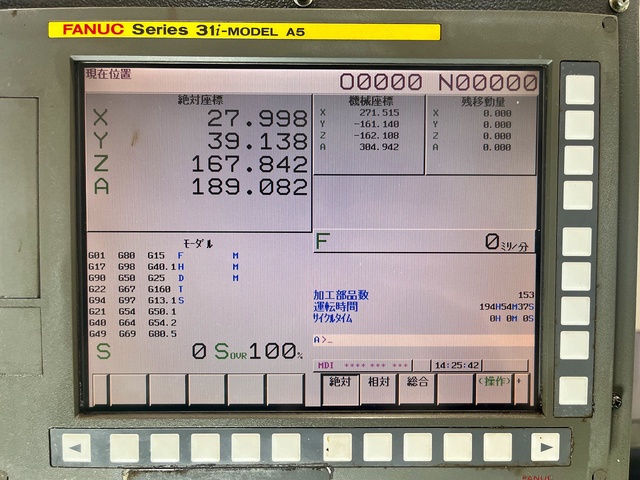 FANUC Series 31i-MODEL A5
現在位置 O0000 N00000
絶対座標
X 27.998
Y 39.138
Z 167.842
A 189.082
機械座標
X 271.515
Y -161.140
Z -162.108
A 304.942
残移動量
X 0.000
Y 0.000
Z 0.000
A 0.000
F 0ミリ/分
モーダル
G01 G80 G15 F M
G17 G98 G40.1 H M
G90 G50 G25 D M
G22 G67 G160 T
G94 G97 G13.1 S
G21 G54 G50.1
G40 G64 G54.2
G49 G69 G80.5
加工部品数 153
運転時間 194H54M37S
サイクルタイム 0H 0M 0S
A>_
S 0 SOVR100%
MDI **** *** *** 14:25:42
絶対 相対 総合 (操作) +